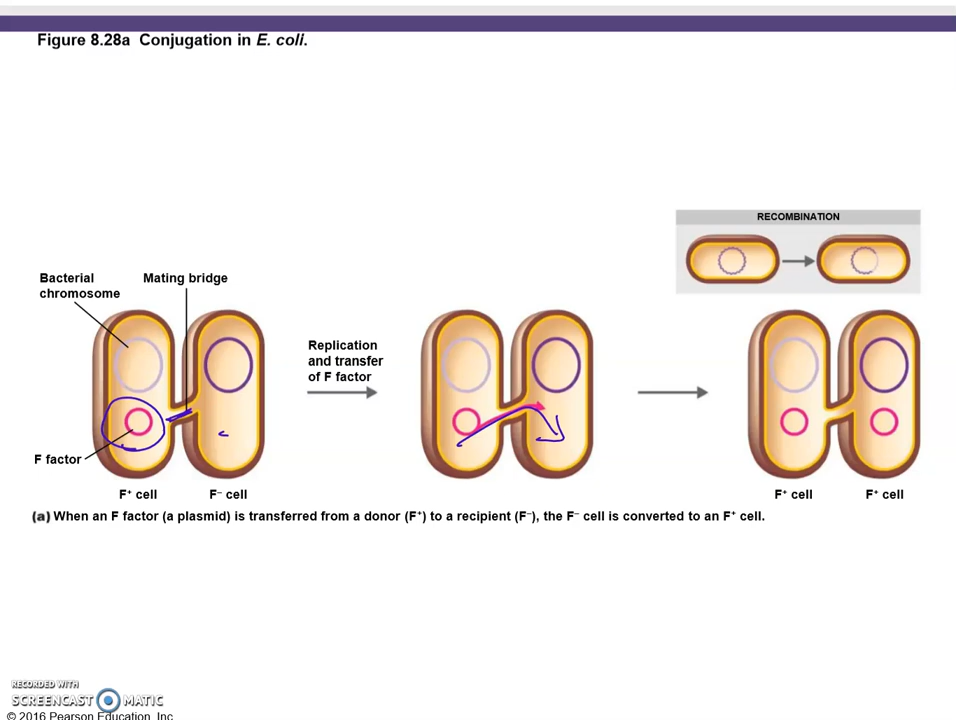 Figure 8.28a Conjugation in E. coli.
RECOMBINATION
Bacterial
chromosome
Mating bridge
Replication
and transfer
of F factor
F factor
F⁺ cell
F⁻ cell
F⁺ cell
F⁺ cell
(a) When an F factor (a plasmid) is transferred from a donor (F⁺) to a recipient (F⁻), the F⁻ cell is converted to an F⁺ cell.
RECORDED WITH
SCREENCAST MATIC
© 2016 Pearson Education, Inc